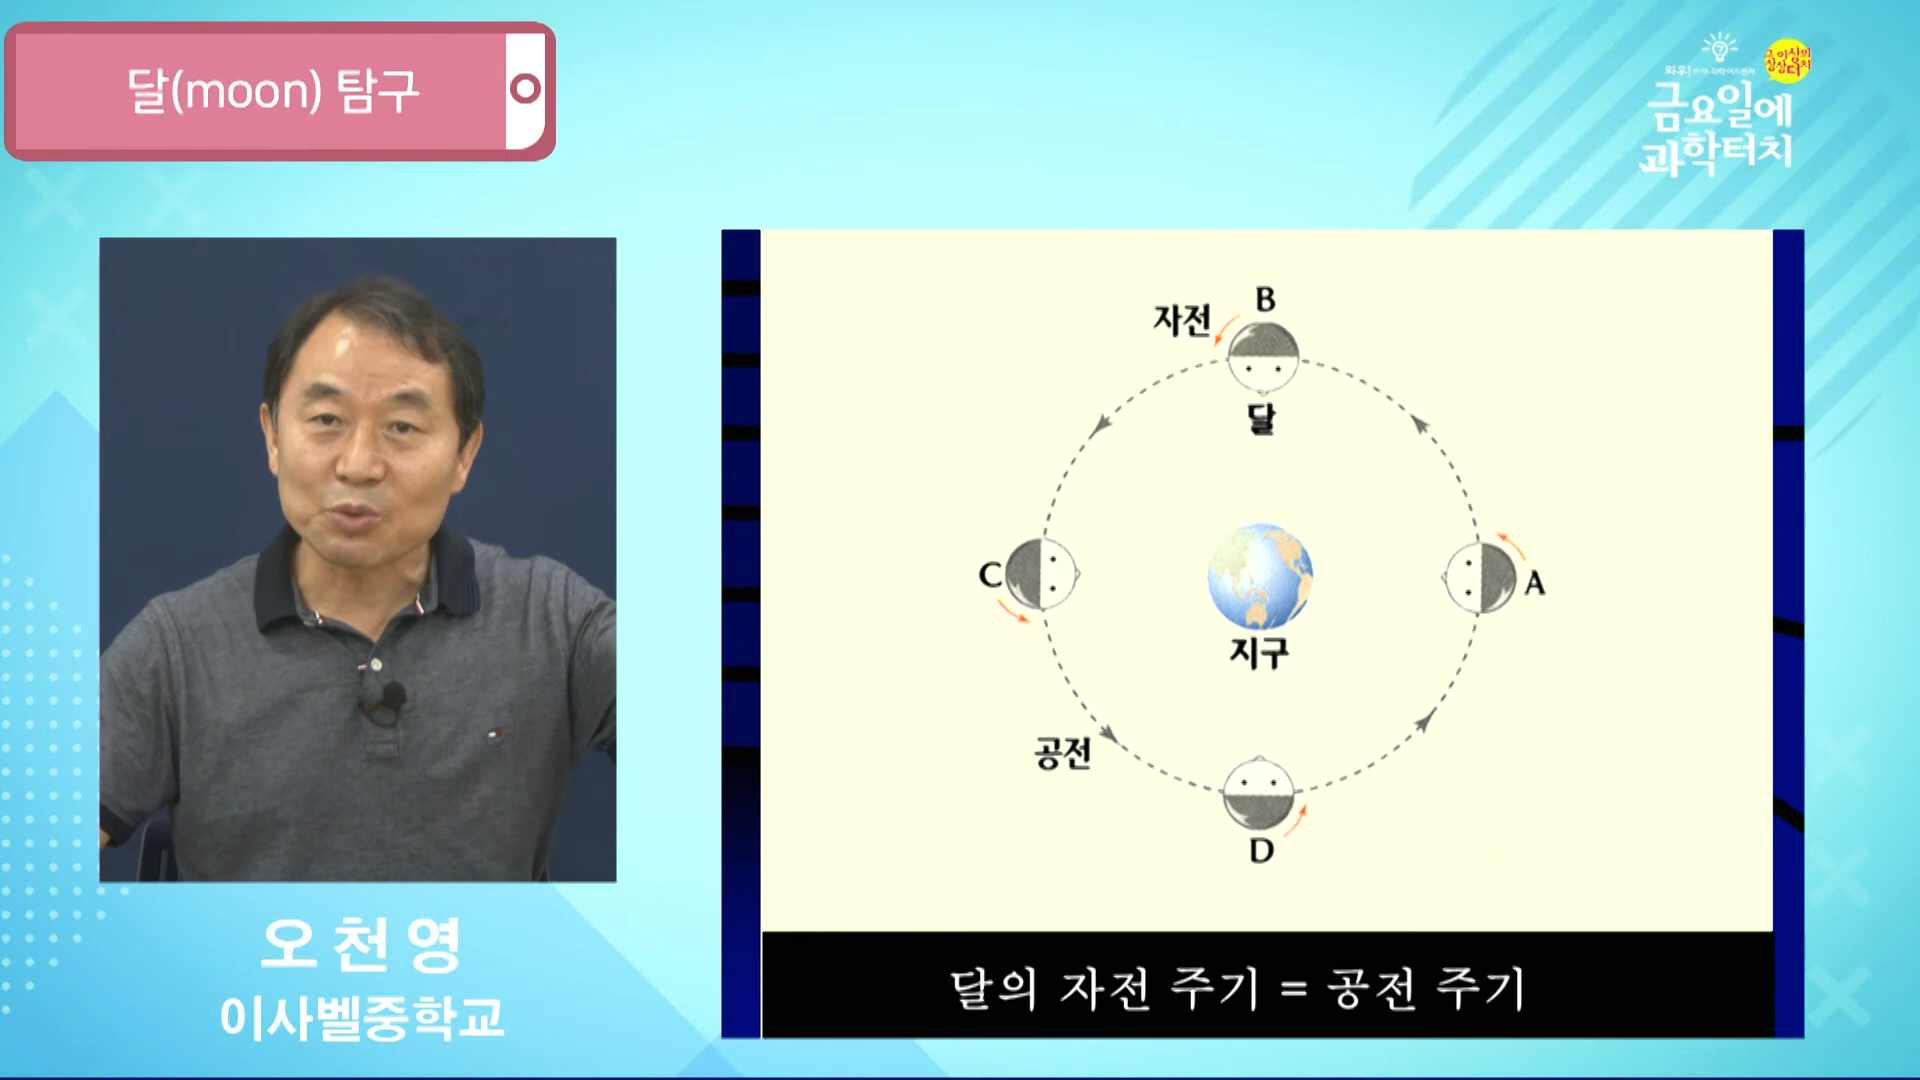 달(moon) 탐구
금요일에
과학터치
B
자전
달
C
A
지구
공전
D
달의 자전 주기 = 공전 주기
오천영
이사벨중학교